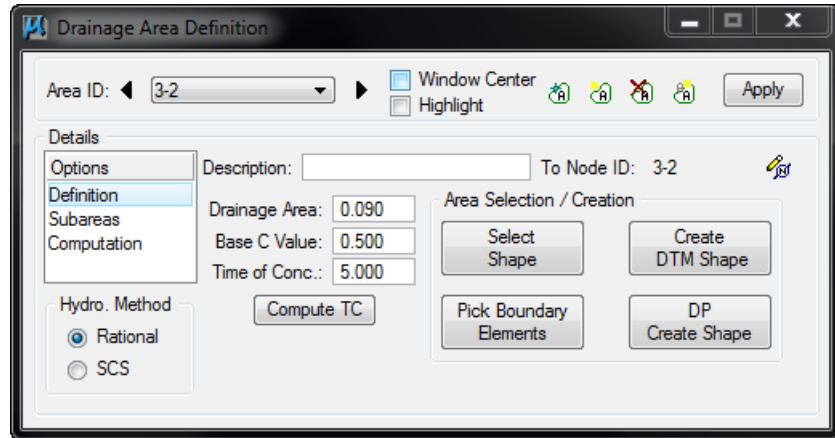 Drainage Area Definition
Area ID: 3-2
Window Center
Highlight
Apply
Details
Options
Definition
Subareas
Computation
Description: To Node ID: 3-2
Drainage Area: 0.090
Base C Value: 0.500
Time of Conc.: 5.000
Compute TC
Area Selection / Creation
Select
Shape
Create
DTM Shape
Pick Boundary
Elements
DP
Create Shape
Hydro. Method
Rational
SCS